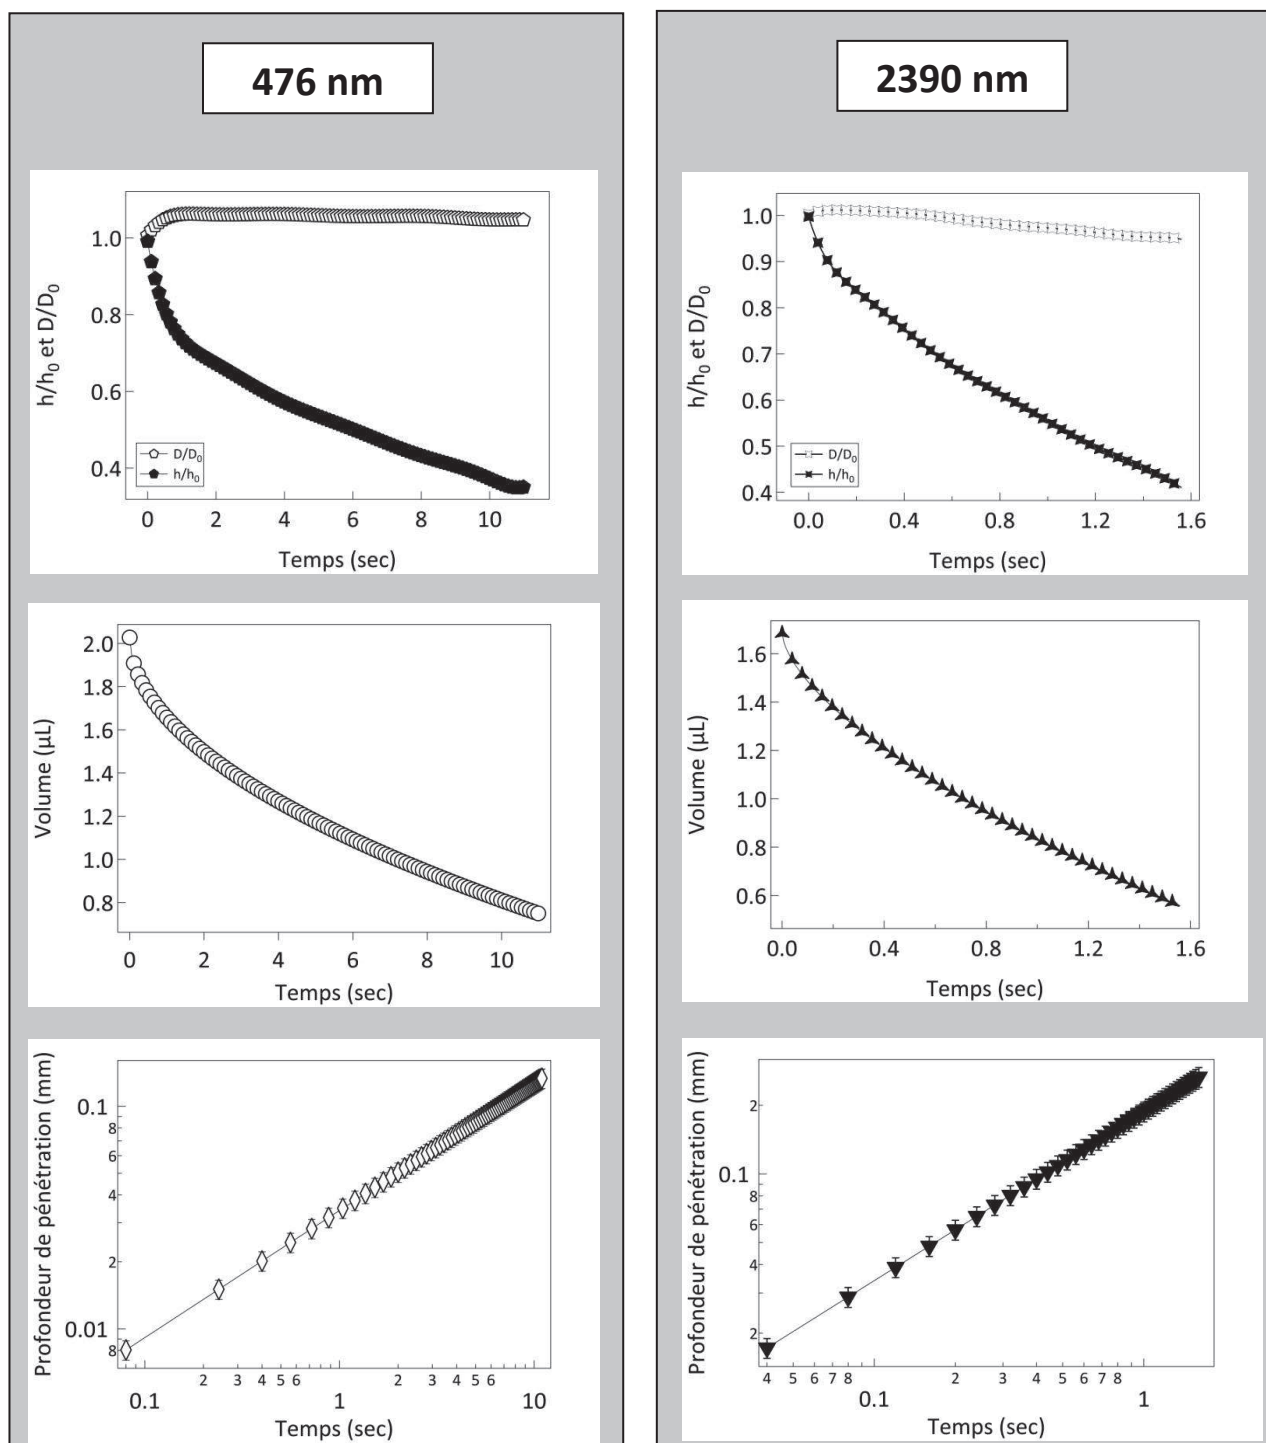 476 nm
h/h0 et D/D0
1.0
0.8
0.6
0.4
D/D0
h/h0
0 2 4 6 8 10
Temps (sec)
Volume (μL)
2.0
1.8
1.6
1.4
1.2
1.0
0.8
0 2 4 6 8 10
Temps (sec)
Profondeur de pénétration (mm)
0.1
8
6
4
2
0.01
8
2 3 4 5 6 2 3 4 5 6
0.1 1 10
Temps (sec)
2390 nm
h/h0 et D/D0
1.0
0.9
0.8
0.7
0.6
0.5
0.4
D/D0
h/h0
0.0 0.4 0.8 1.2 1.6
Temps (sec)
Volume (μL)
1.6
1.4
1.2
1.0
0.8
0.6
0.0 0.4 0.8 1.2 1.6
Temps (sec)
Profondeur de pénétration (mm)
2
0.1
8
6
4
2
4 5 6 7 8 2 3 4 5 6 7 8
0.1 1
Temps (sec)